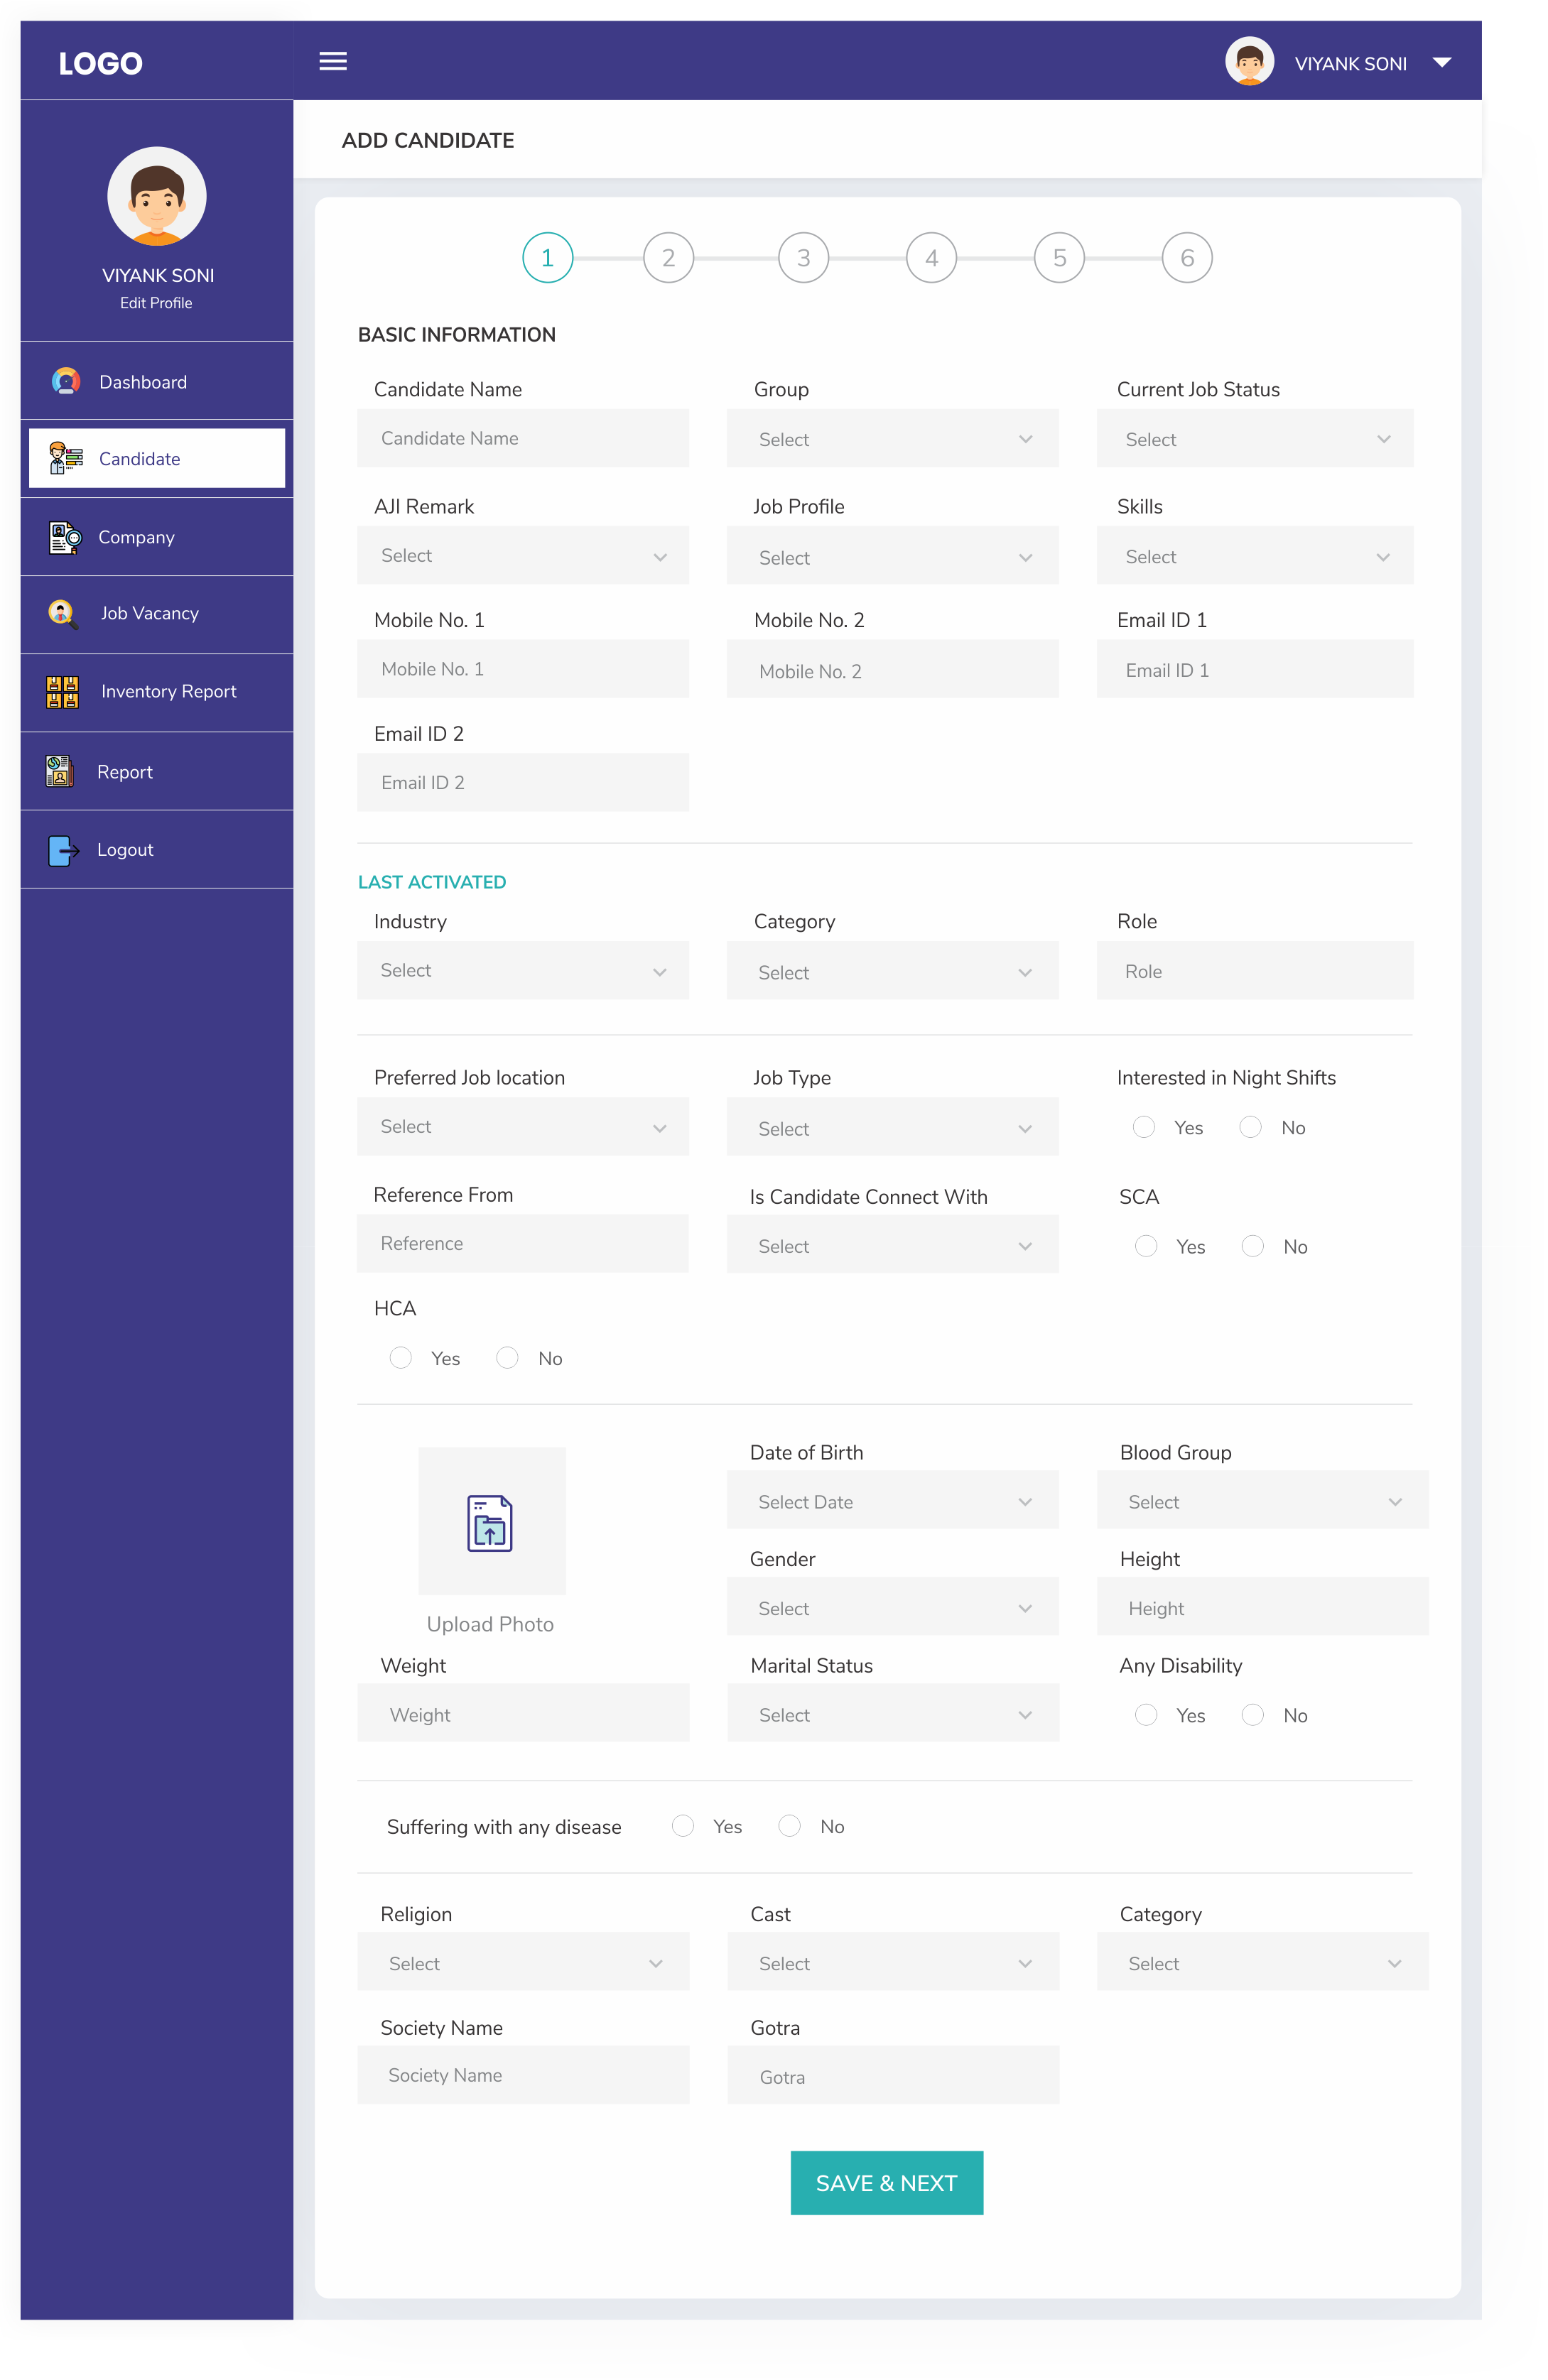 LOGO
VIYANK SONI
ADD CANDIDATE
VIYANK SONI
Edit Profile
Dashboard
Candidate
Company
Job Vacancy
Inventory Report
Report
Logout
1 2 3 4 5 6
BASIC INFORMATION
Candidate Name Group Current Job Status
Candidate Name Select Select
AJI Remark Job Profile Skills
Select Select Select
Mobile No. 1 Mobile No. 2 Email ID 1
Mobile No. 1 Mobile No. 2 Email ID 1
Email ID 2
Email ID 2
LAST ACTIVATED
Industry Category Role
Select Select Role
Preferred Job location Job Type Interested in Night Shifts
Select Select Yes No
Reference From Is Candidate Connect With SCA
Reference Select Yes No
HCA
Yes No
Date of Birth Blood Group
Select Date Select
Gender Height
Select Height
Upload Photo
Weight Marital Status Any Disability
Weight Select Yes No
Suffering with any disease Yes No
Religion Cast Category
Select Select Select
Society Name Gotra
Society Name Gotra
SAVE & NEXT